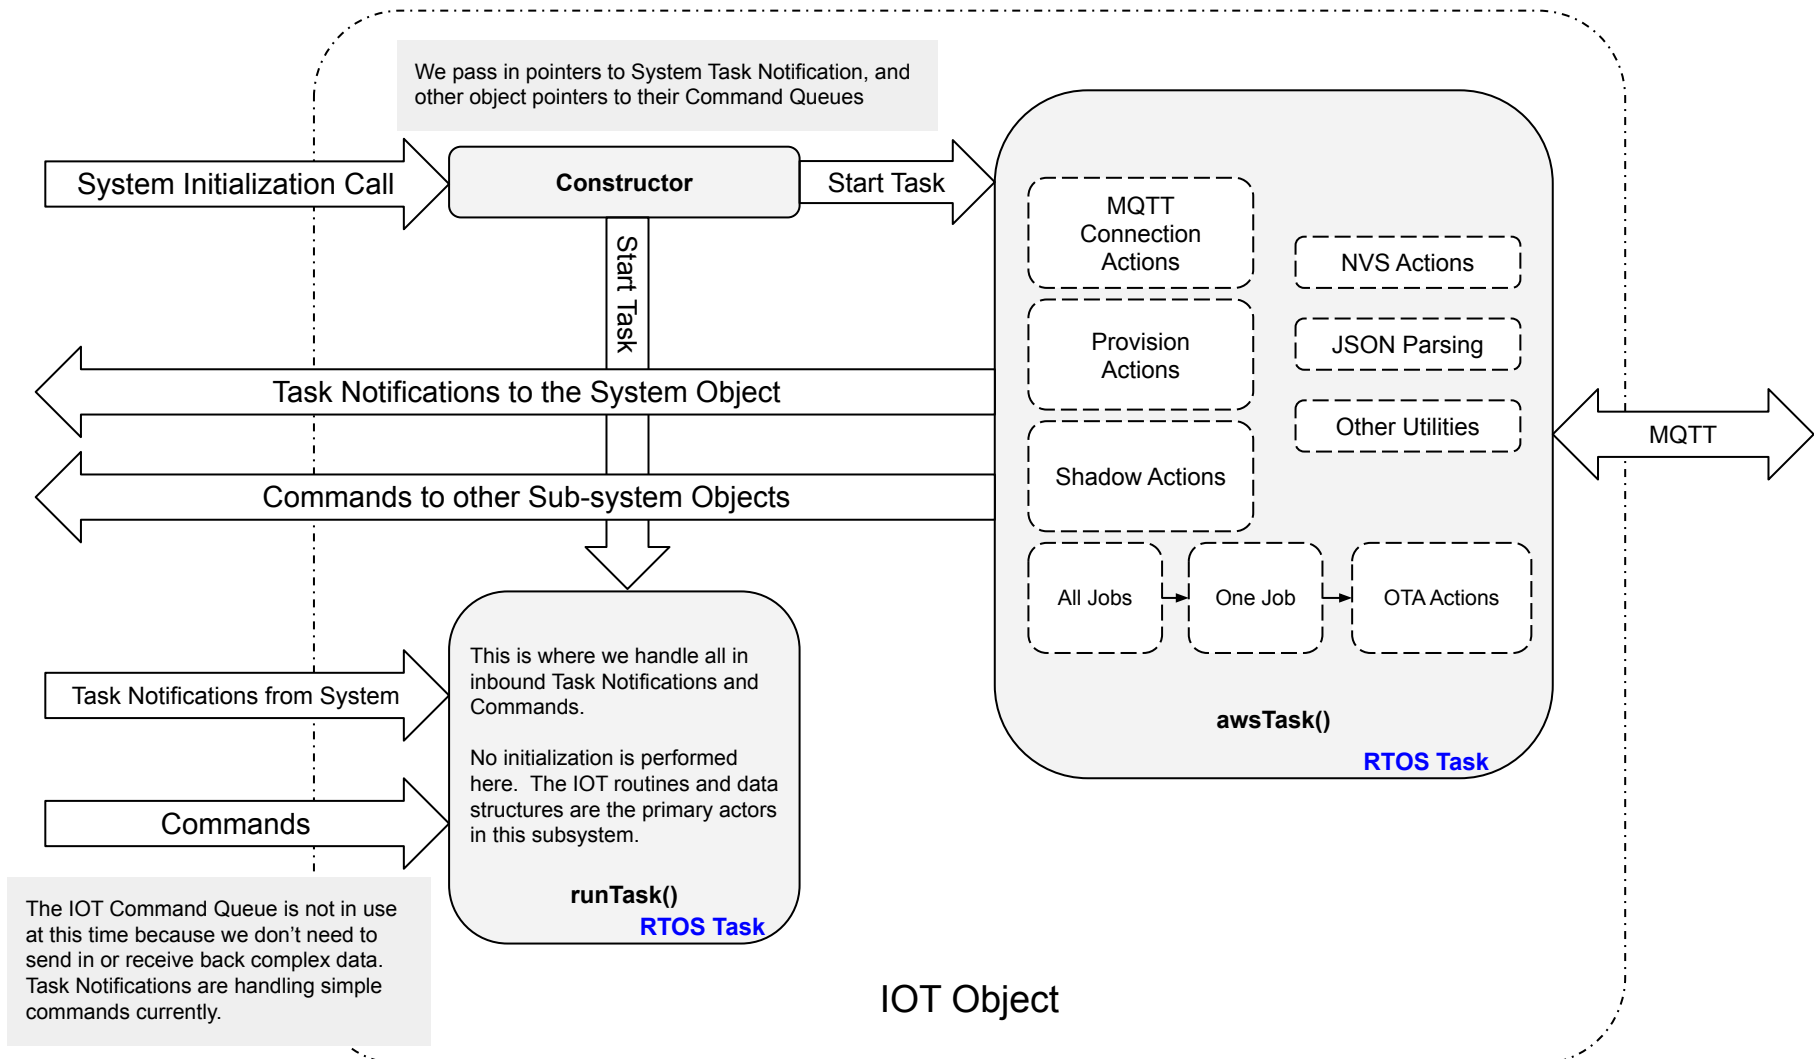 We pass in pointers to System Task Notification, and
other object pointers to their Command Queues
System Initialization Call
Constructor
Start Task
Start Task
MQTT
Connection
Actions
NVS Actions
Provision
Actions
JSON Parsing
Other Utilities
Shadow Actions
All Jobs
One Job
OTA Actions
awsTask()
RTOS Task
MQTT
Task Notifications to the System Object
Commands to other Sub-system Objects
Task Notifications from System
Commands
This is where we handle all in
inbound Task Notifications and
Commands.
No initialization is performed
here.  The IOT routines and data
structures are the primary actors
in this subsystem.
runTask()
RTOS Task
The IOT Command Queue is not in use
at this time because we don’t need to
send in or receive back complex data.
Task Notifications are handling simple
commands currently.
IOT Object